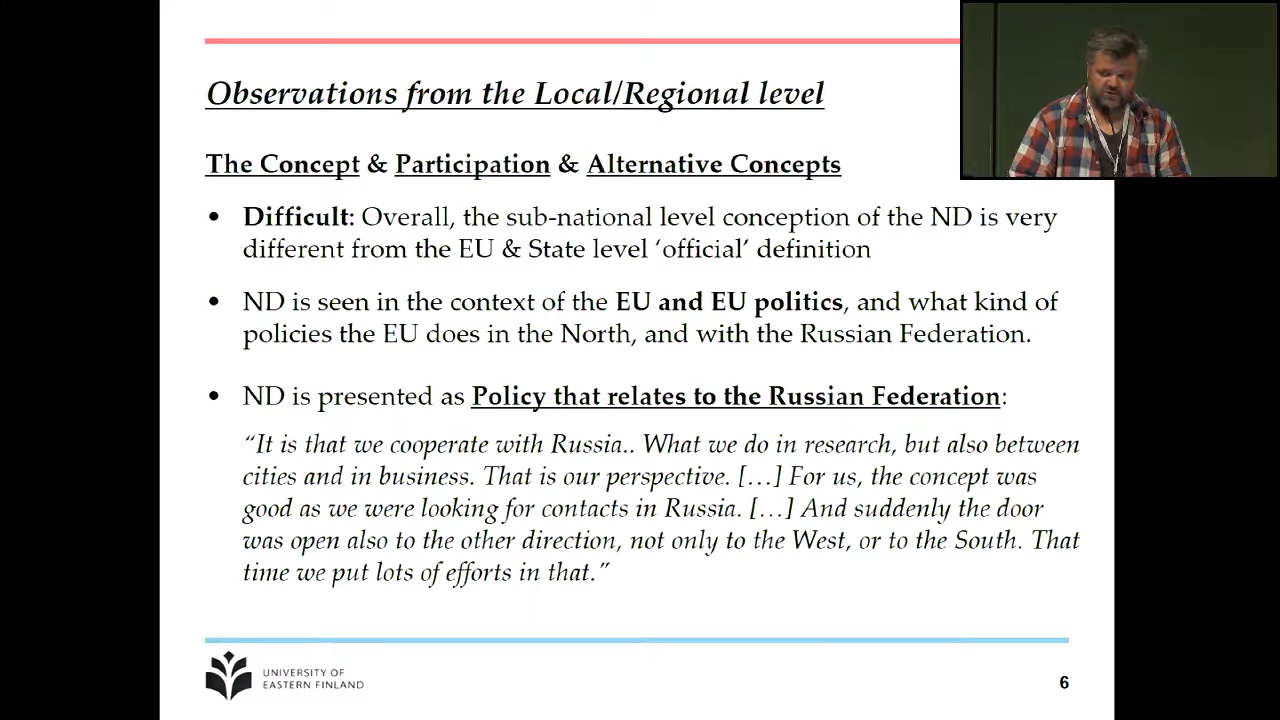 Observations from the Local/Regional level
The Concept & Participation & Alternative Concepts
• Difficult: Overall, the sub-national level conception of the ND is very
different from the EU & State level ‘official’ definition
• ND is seen in the context of the EU and EU politics, and what kind of
policies the EU does in the North, and with the Russian Federation.
• ND is presented as Policy that relates to the Russian Federation:
“It is that we cooperate with Russia.. What we do in research, but also between
cities and in business. That is our perspective. […] For us, the concept was
good as we were looking for contacts in Russia. […] And suddenly the door
was open also to the other direction, not only to the West, or to the South. That
time we put lots of efforts in that.”
UNIVERSITY OF
EASTERN FINLAND
6